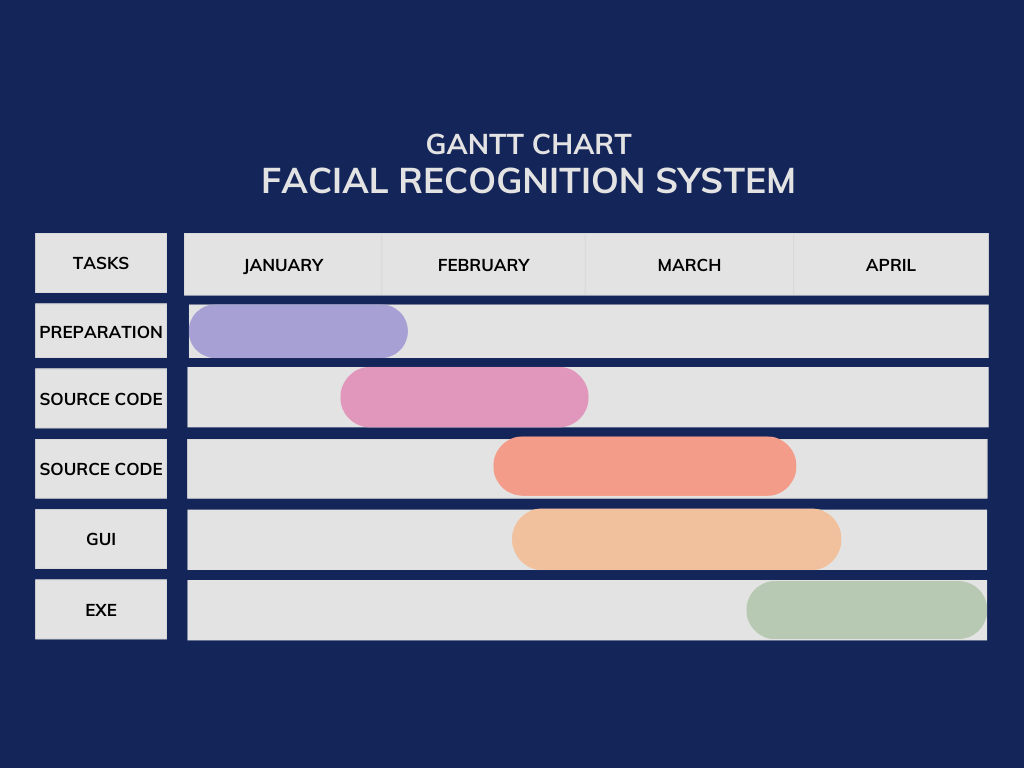 GANTT CHART
FACIAL RECOGNITION SYSTEM
TASKS JANUARY FEBRUARY MARCH APRIL
PREPARATION
SOURCE CODE
SOURCE CODE
GUI
EXE